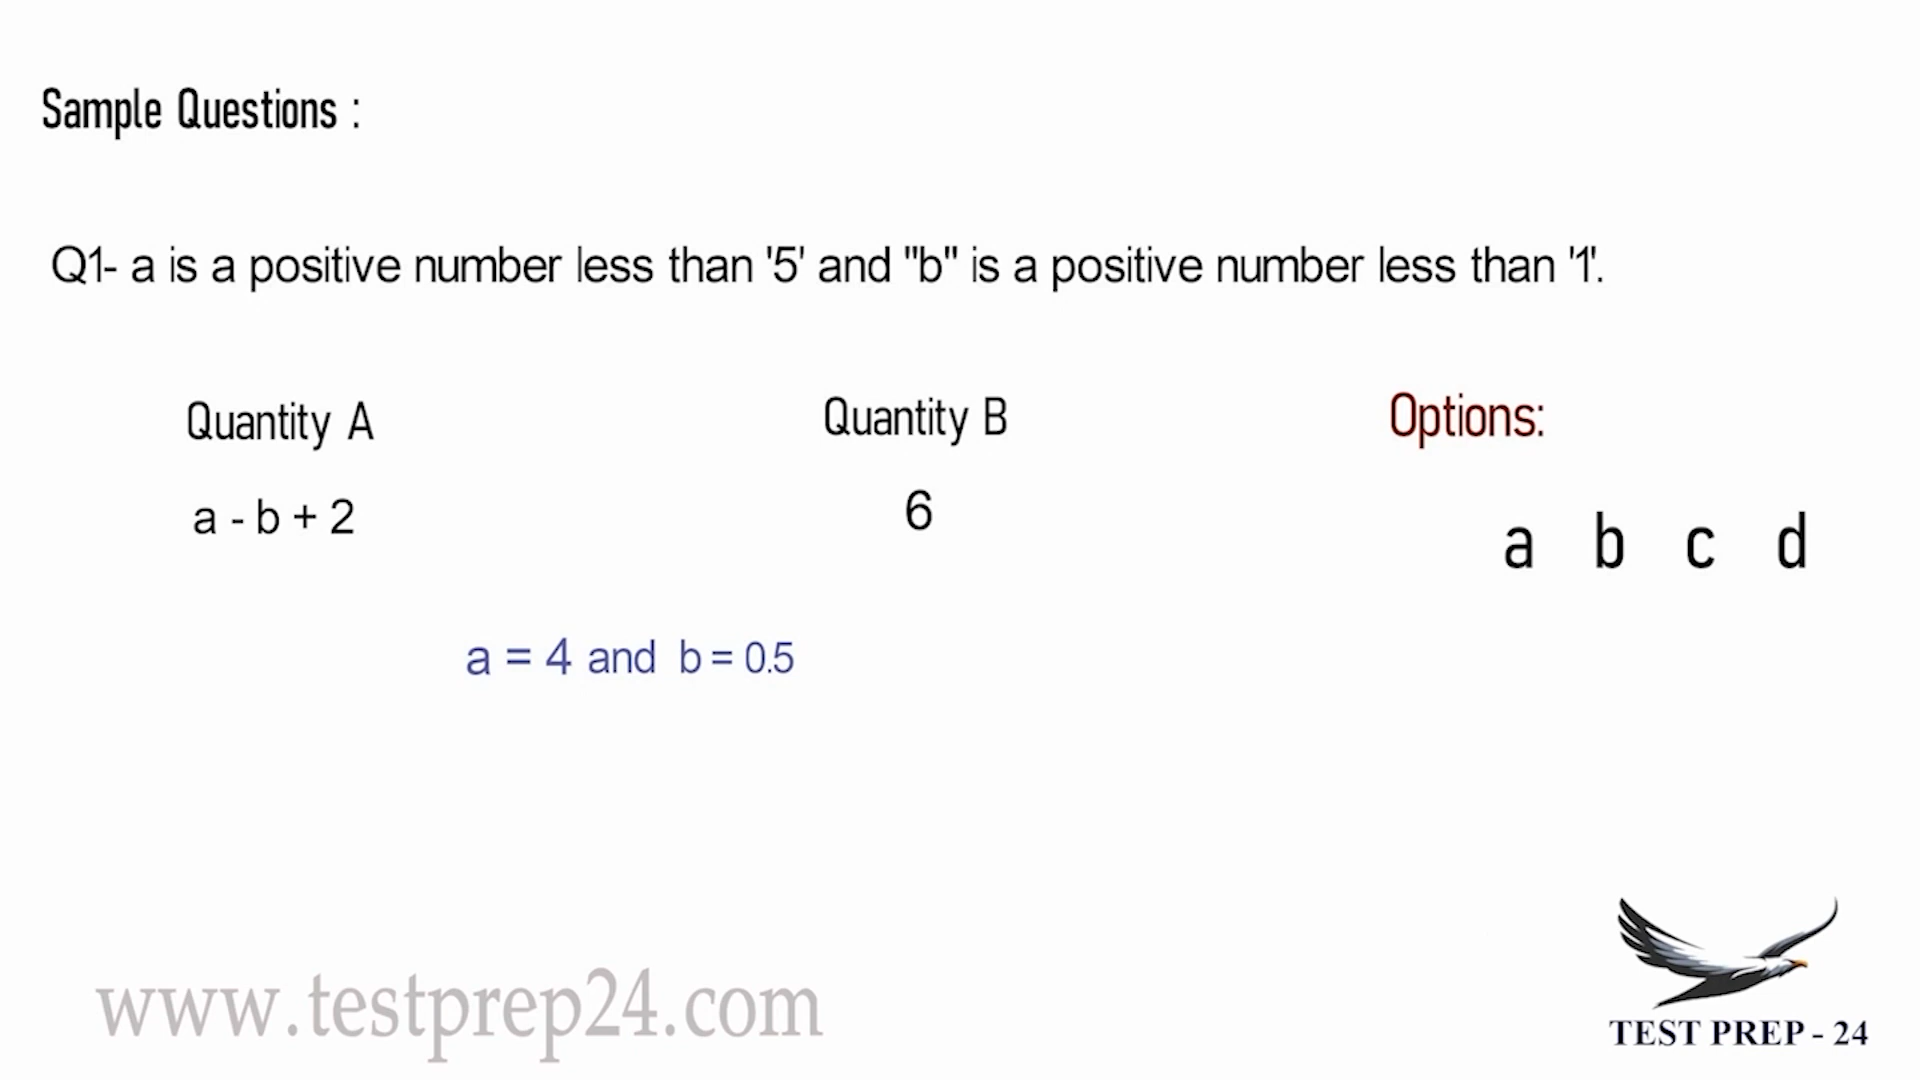 Sample Questions :
Q1- a is a positive number less than '5' and "b" is a positive number less than '1'.
Quantity A
Quantity B
Options:
a - b + 2
6
a b c d
a = 4 and b = 0.5
www.testprep24.com
TEST PREP - 24